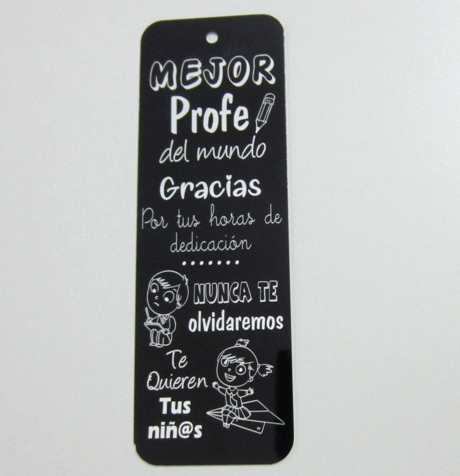 MEJOR
Profe
del mundo
Gracias
Por tus horas de
dedicación
NUNCA TE
olvidaremos
Te
Quieren
Tus
niñ@s